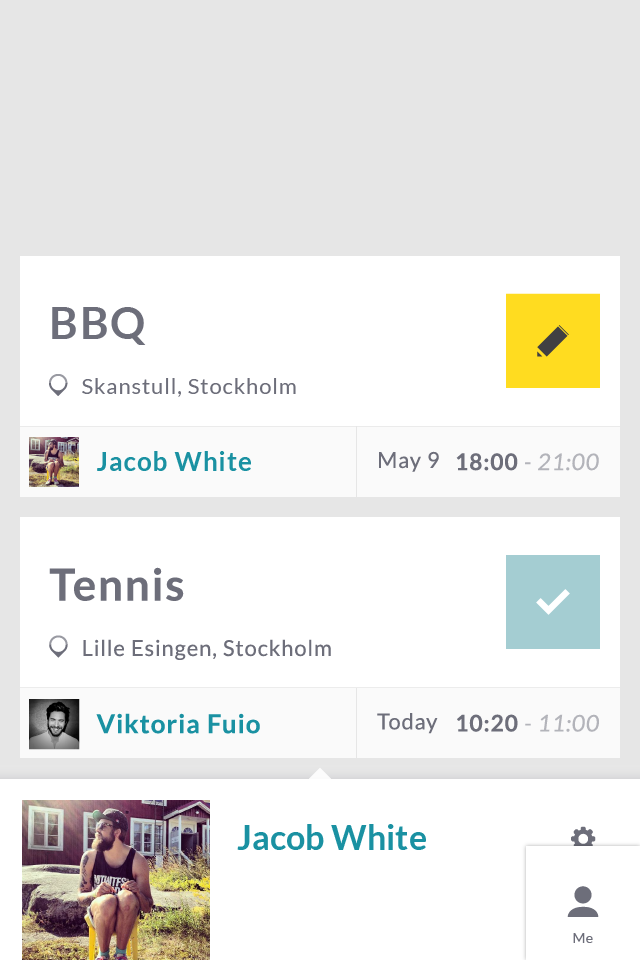 BBQ
Skanstull, Stockholm
Jacob White
May 9 18:00 - 21:00
Tennis
Lille Esingen, Stockholm
Viktoria Fuio
Today 10:20 - 11:00
Jacob White
Me